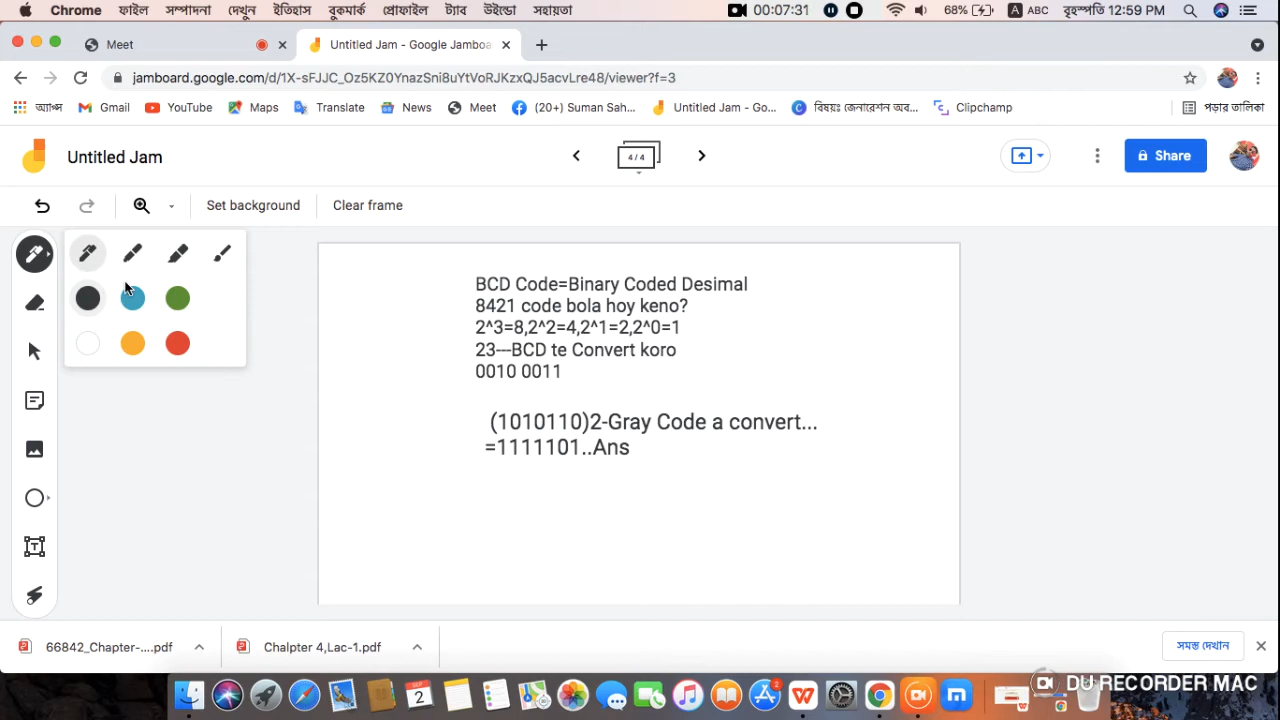 Chrome ফাইল সম্পাদনা দেখুন ইতিহাস বুকমার্ক প্রোফাইল ট্যাব উইন্ডো সহায়তা 00:07:31 68% A ABC বৃহস্পতি 12:59 PM
Meet Untitled Jam - Google Jamboa
jamboard.google.com/d/1X-sFJJC_Oz5KZ0YnazSni8uYtVoRJKzxQJ5acvLre48/viewer?f=3
অ্যাপ্স Gmail YouTube Maps Translate News Meet (20+) Suman Sah... Untitled Jam - Go... বিষয়ঃ জেনারেশন অব... Clipchamp পড়ার তালিকা
Untitled Jam 4 / 4 Share
Set background Clear frame
BCD Code=Binary Coded Desimal
8421 code bola hoy keno?
2^3=8,2^2=4,2^1=2,2^0=1
23---BCD te Convert koro
0010 0011
(1010110)2-Gray Code a convert...
=1111101..Ans
66842_Chapter-....pdf Chalpter 4,Lac-1.pdf সমস্ত দেখান
SEP 2 2
DU RECORDER MAC